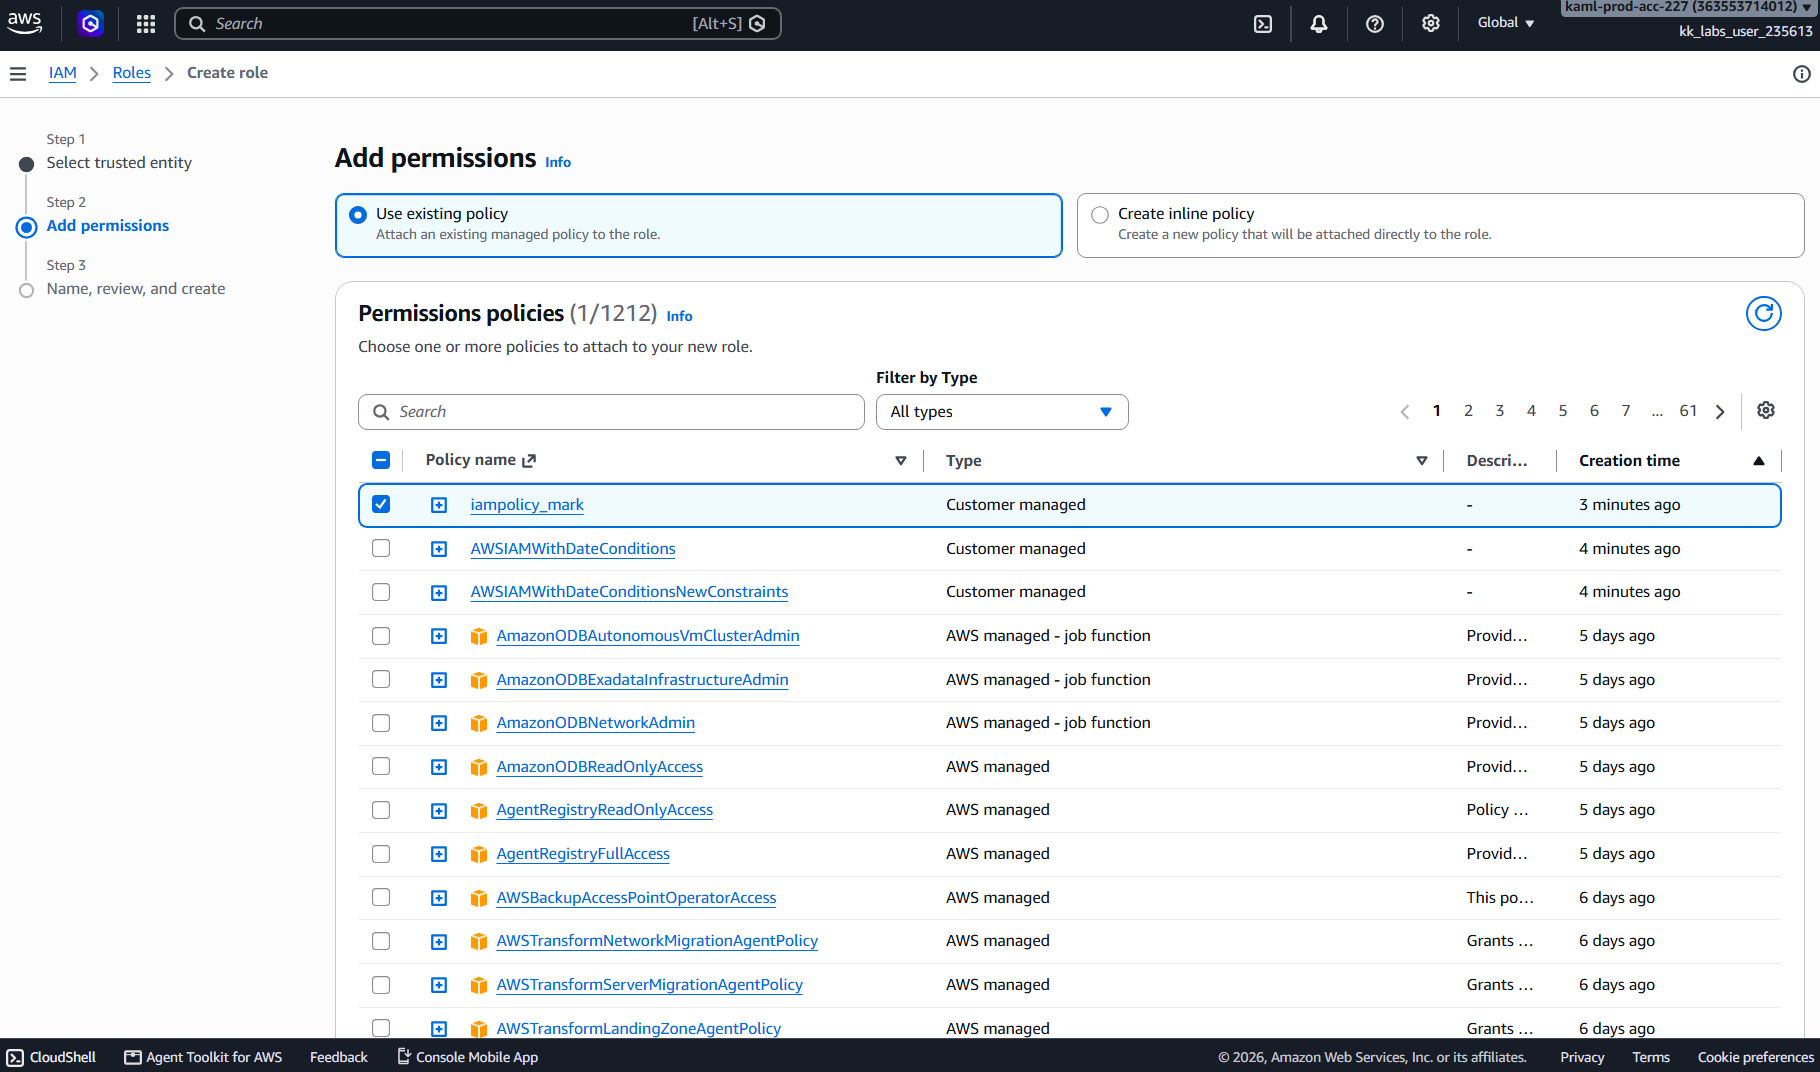 aws
Search [Alt+S]
Global
kaml-prod-acc-227 (363553714012)
kk_labs_user_235613
IAM Roles Create role
Step 1
Select trusted entity
Step 2
Add permissions
Step 3
Name, review, and create
Add permissions Info
Use existing policy
Attach an existing managed policy to the role.
Create inline policy
Create a new policy that will be attached directly to the role.
Permissions policies (1/1212) Info
Choose one or more policies to attach to your new role.
Filter by Type
Search
All types
1 2 3 4 5 6 7 ... 61
Policy name Type Descri... Creation time
iampolicy_mark Customer managed - 3 minutes ago
AWSIAMWithDateConditions Customer managed - 4 minutes ago
AWSIAMWithDateConditionsNewConstraints Customer managed - 4 minutes ago
AmazonODBAutonomousVmClusterAdmin AWS managed - job function Provid... 5 days ago
AmazonODBExadataInfrastructureAdmin AWS managed - job function Provid... 5 days ago
AmazonODBNetworkAdmin AWS managed - job function Provid... 5 days ago
AmazonODBReadOnlyAccess AWS managed Provid... 5 days ago
AgentRegistryReadOnlyAccess AWS managed Policy ... 5 days ago
AgentRegistryFullAccess AWS managed Provid... 5 days ago
AWSBackupAccessPointOperatorAccess AWS managed This po... 6 days ago
AWSTransformNetworkMigrationAgentPolicy AWS managed Grants ... 6 days ago
AWSTransformServerMigrationAgentPolicy AWS managed Grants ... 6 days ago
AWSTransformLandingZoneAgentPolicy AWS managed Grants ... 6 days ago
CloudShell Agent Toolkit for AWS Feedback Console Mobile App © 2026, Amazon Web Services, Inc. or its affiliates. Privacy Terms Cookie preferences